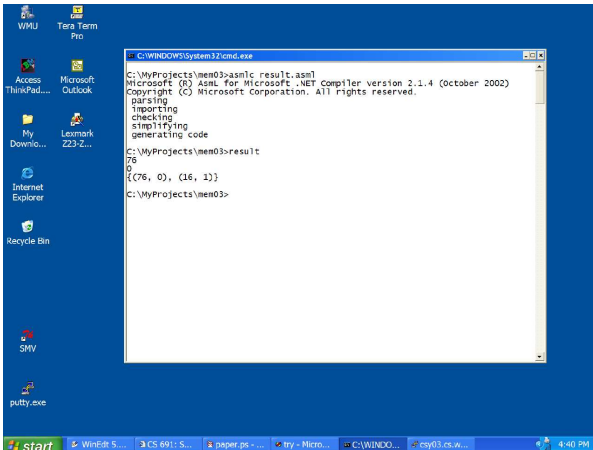 WMU
Tera Term
Pro
Access
ThinkPad....
Microsoft
Outlook
My
Downlo...
Lexmark
Z23-Z...
Internet
Explorer
Recycle Bin
SMV
putty.exe
C:\WINDOWS\System32\cmd.exe
C:\MyProjects\mem03>asmlc result.asml
Microsoft (R) AsmL for Microsoft .NET Compiler version 2.1.4 (October 2002)
Copyright (C) Microsoft Corporation. All rights reserved.
parsing
importing
checking
simplifying
generating code
C:\MyProjects\mem03>result
76
0
{(76, 0), (16, 1)}
C:\MyProjects\mem03>
start
WinEdt 5....
CS 691: S...
paper.ps - ...
try - Micro...
C:\WINDO...
csy03.cs.w...
4:40 PM